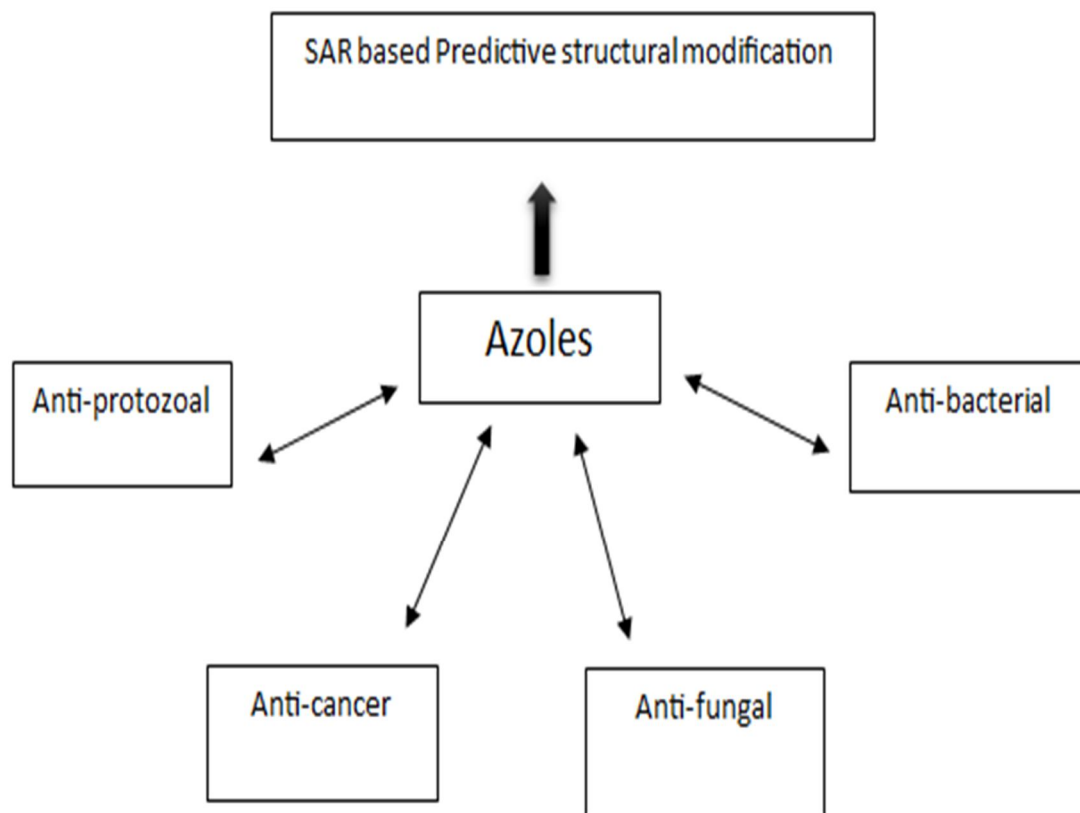 SAR based Predictive structural modification
Azoles
Anti-protozoal
Anti-bacterial
Anti-cancer
Anti-fungal